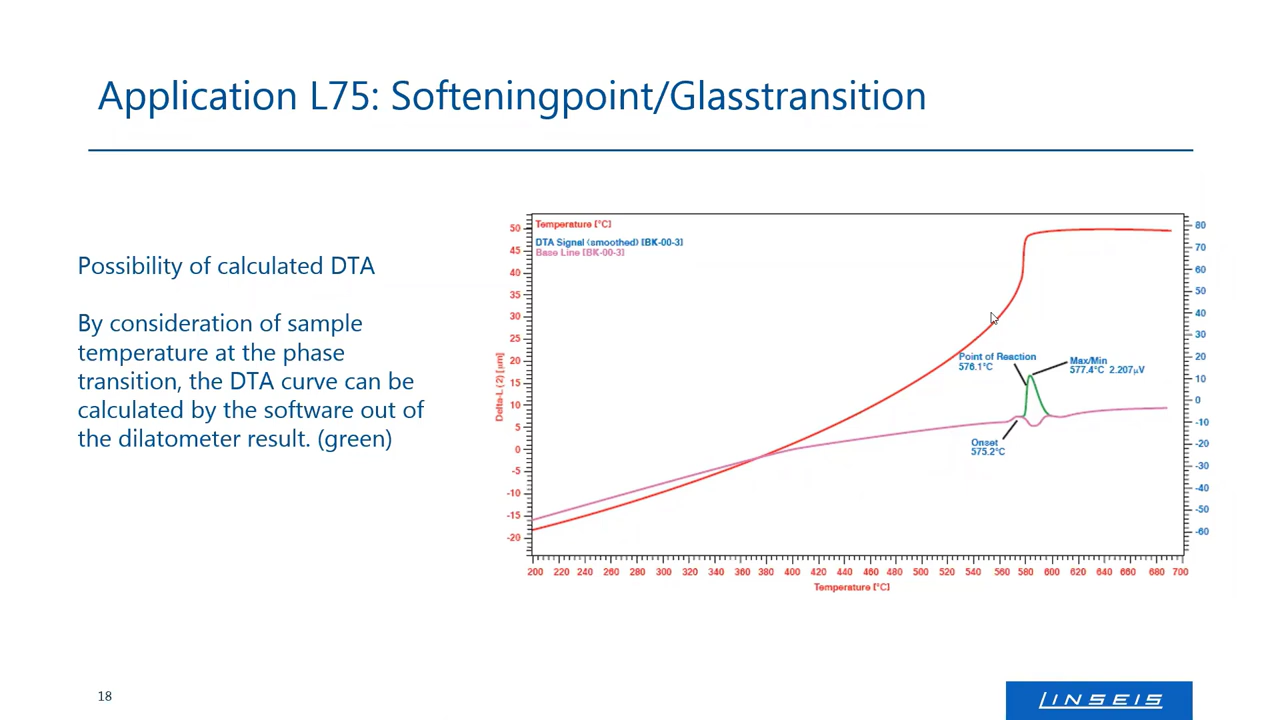 Application L75: Softeningpoint/Glasstransition
Possibility of calculated DTA
By consideration of sample
temperature at the phase
transition, the DTA curve can be
calculated by the software out of
the dilatometer result. (green)
Temperature [°C]
DTA Signal (smoothed) [BK-00-3]
Base Line [BK-00-3]
50
45
40
35
30
25
20
15
10
5
0
-5
-10
-15
-20
Delta-L (2) [µm]
80
70
60
50
40
30
20
10
0
-10
-20
-30
-40
-50
-60
Point of Reaction
576.1°C
Max/Min
577.4°C 2.207µV
Onset
575.2°C
200 220 240 260 280 300 320 340 360 380 400 420 440 460 480 500 520 540 560 580 600 620 640 660 680 700
Temperature [°C]
18
LINSEIS